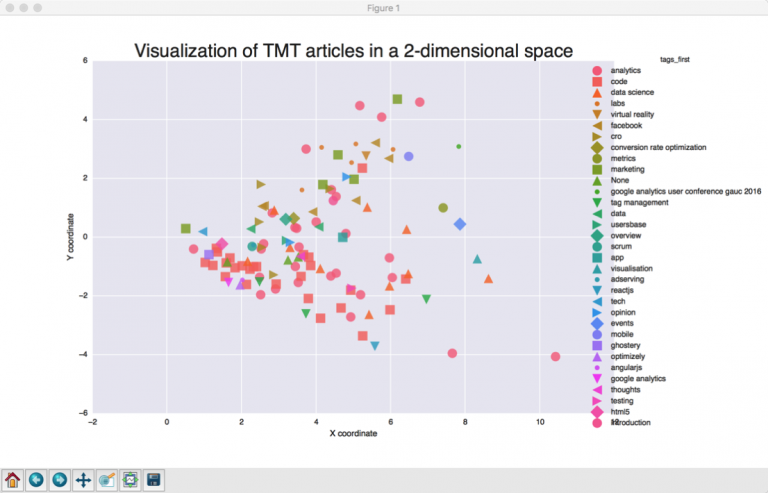 Figure 1
Visualization of TMT articles in a 2-dimensional space
tags_first
analytics
code
data science
labs
virtual reality
facebook
cro
conversion rate optimization
metrics
marketing
None
google analytics user conference gauc 2016
tag management
data
usersbase
overview
scrum
app
visualisation
adserving
reactjs
tech
opinion
events
mobile
ghostery
optimizely
angularjs
google analytics
thoughts
testing
html5
introduction
Y coordinate
6
4
2
0
−2
−4
−6
−2
0
2
4
6
8
10
12
X coordinate